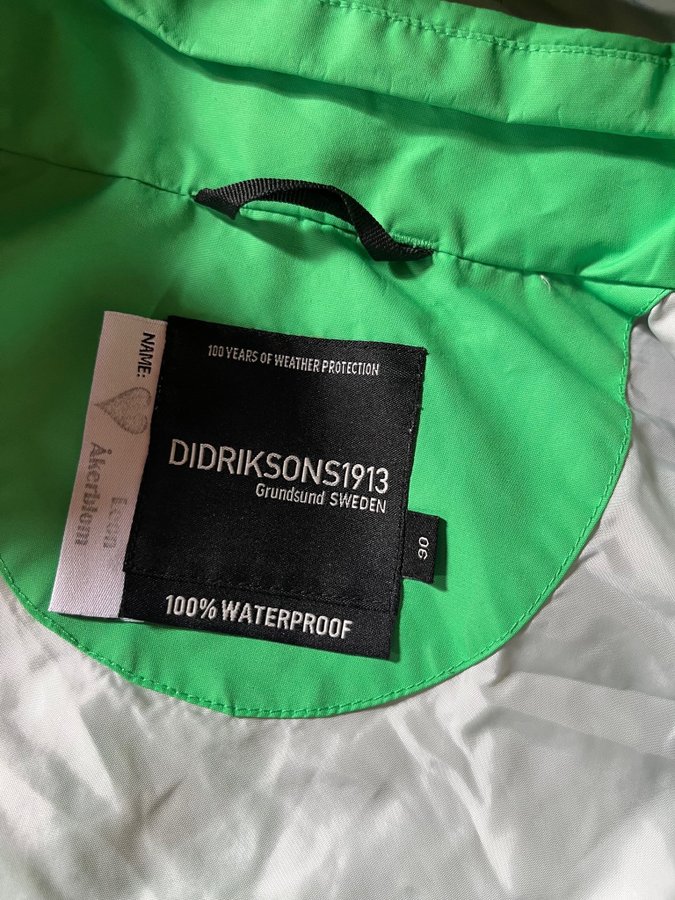 100 YEARS OF WEATHER PROTECTION
DIDRIKSONS1913
Grundsund SWEDEN
90
100% WATERPROOF
NAME:
Leon
Åkerblom